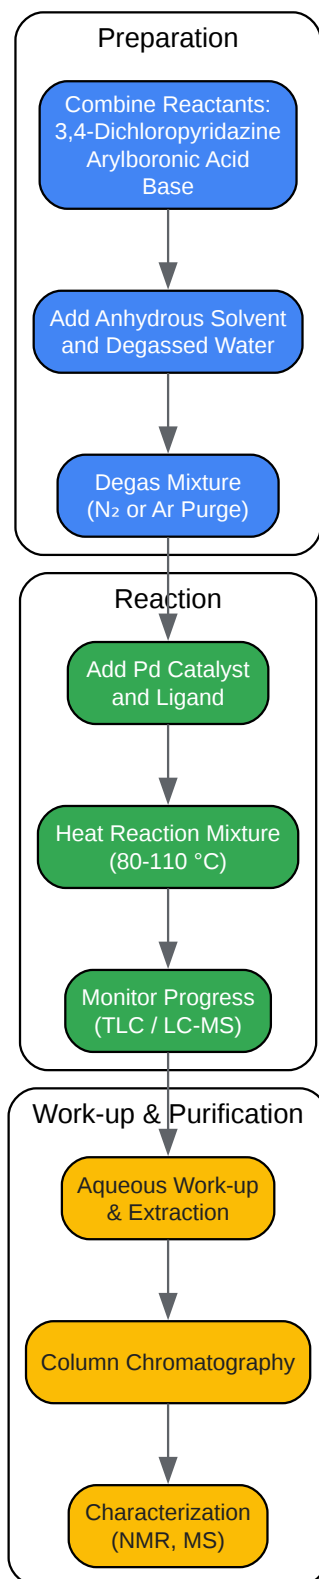 Preparation
Combine Reactants:
3,4-Dichloropyridazine
Arylboronic Acid
Base
Add Anhydrous Solvent
and Degassed Water
Degas Mixture
(N₂ or Ar Purge)
Reaction
Add Pd Catalyst
and Ligand
Heat Reaction Mixture
(80-110 °C)
Monitor Progress
(TLC / LC-MS)
Work-up & Purification
Aqueous Work-up
& Extraction
Column Chromatography
Characterization
(NMR, MS)